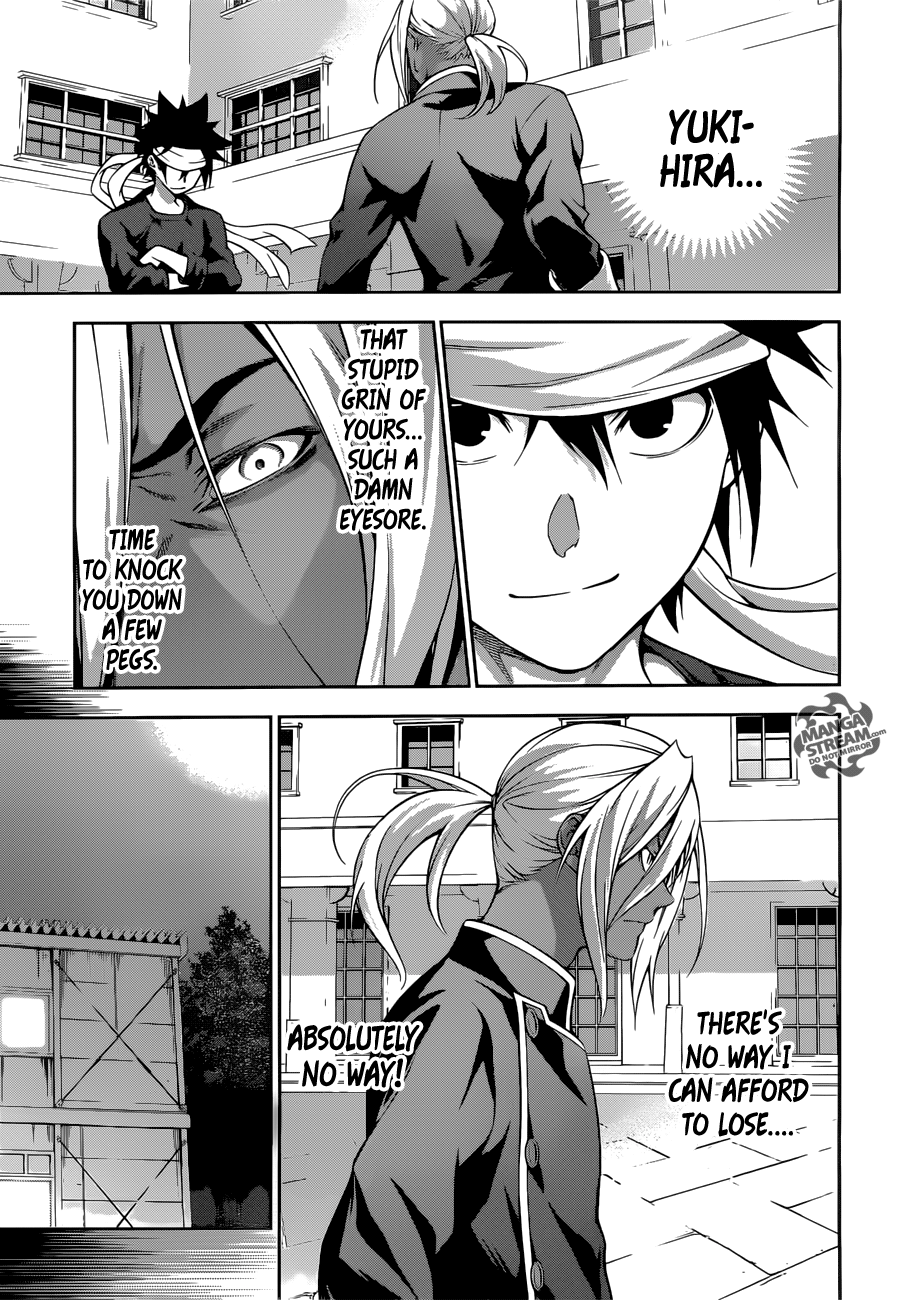 YUKI-
HIRA...
THAT
STUPID
GRIN OF
YOURS...
SUCH A
DAMN
EYESORE.
TIME
TO KNOCK
YOU DOWN
A FEW
PEGS.
MANGA
STREAM.com
DO NOT MIRROR!
THERE'S
NO WAY I
CAN AFFORD
TO LOSE....
ABSOLUTELY
NO WAY!